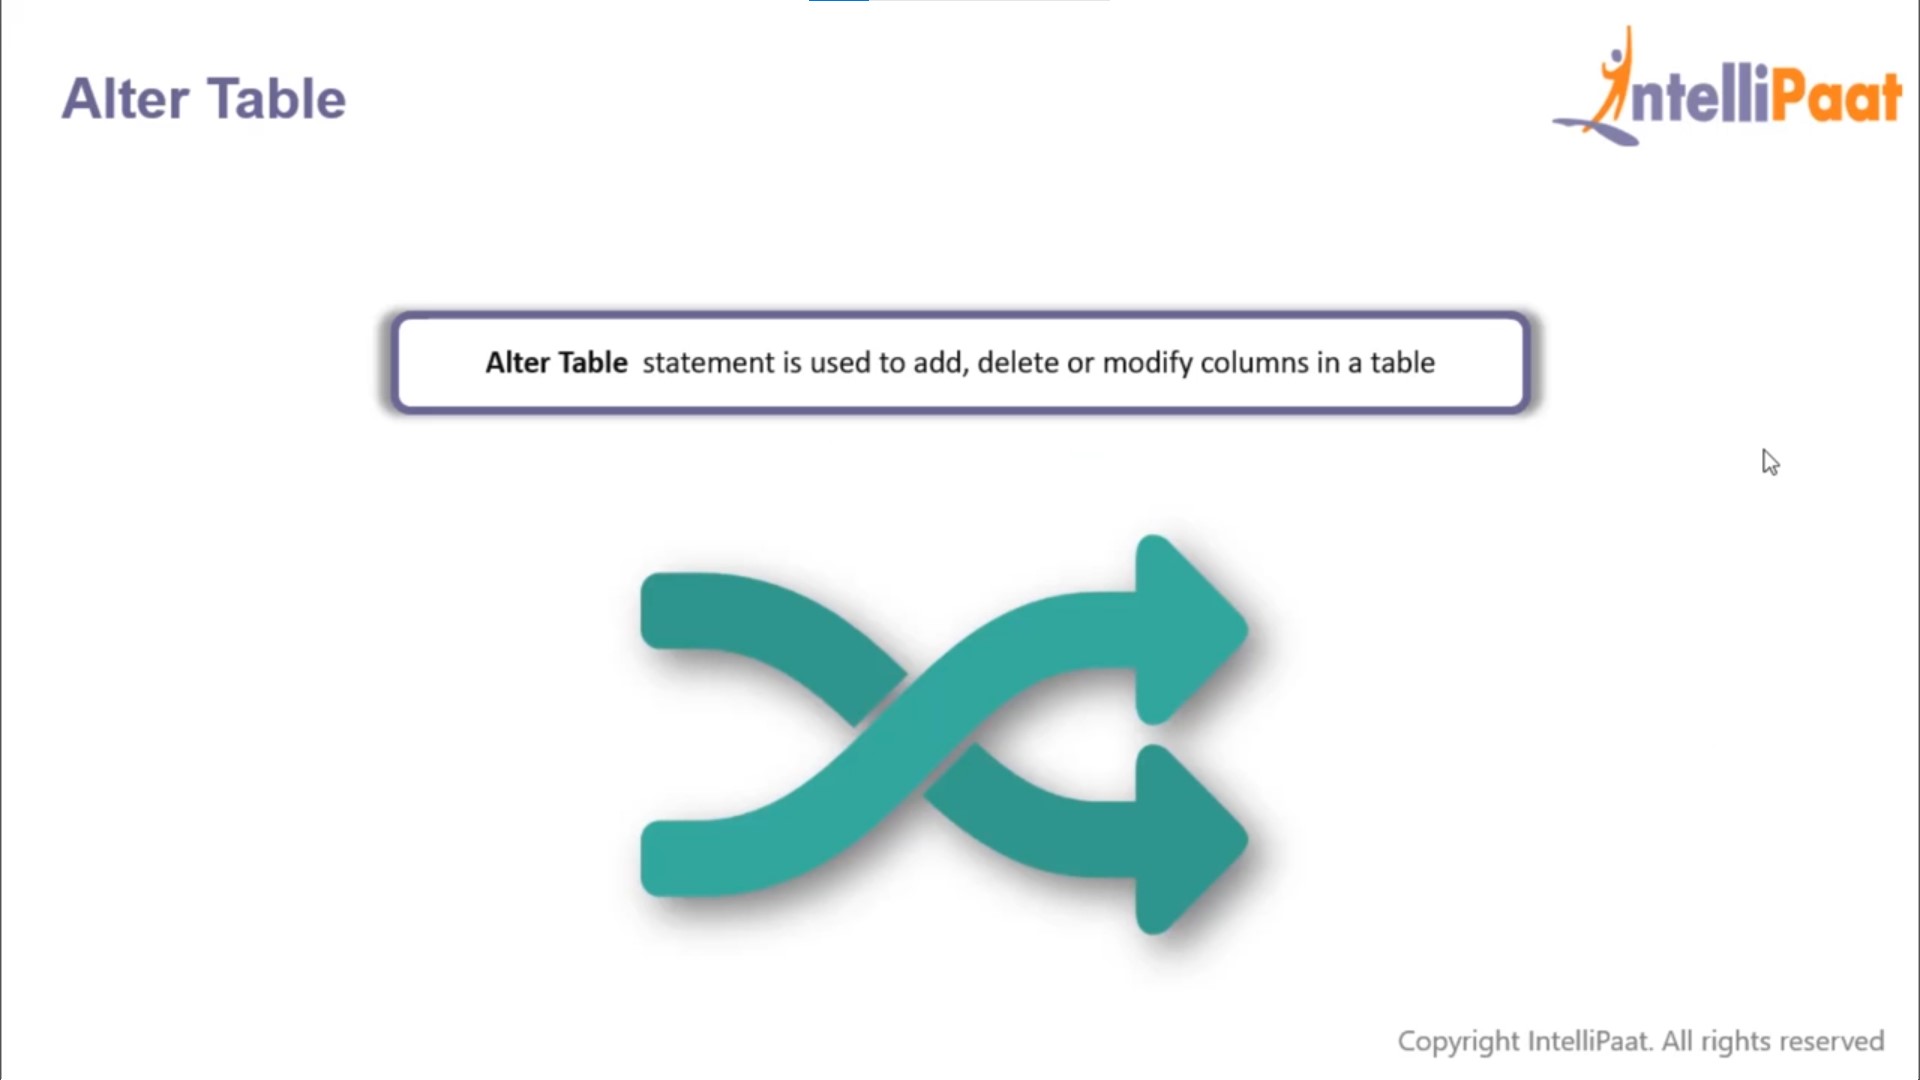 Alter Table
IntelliPaat
Alter Table statement is used to add, delete or modify columns in a table
Copyright IntelliPaat. All rights reserved